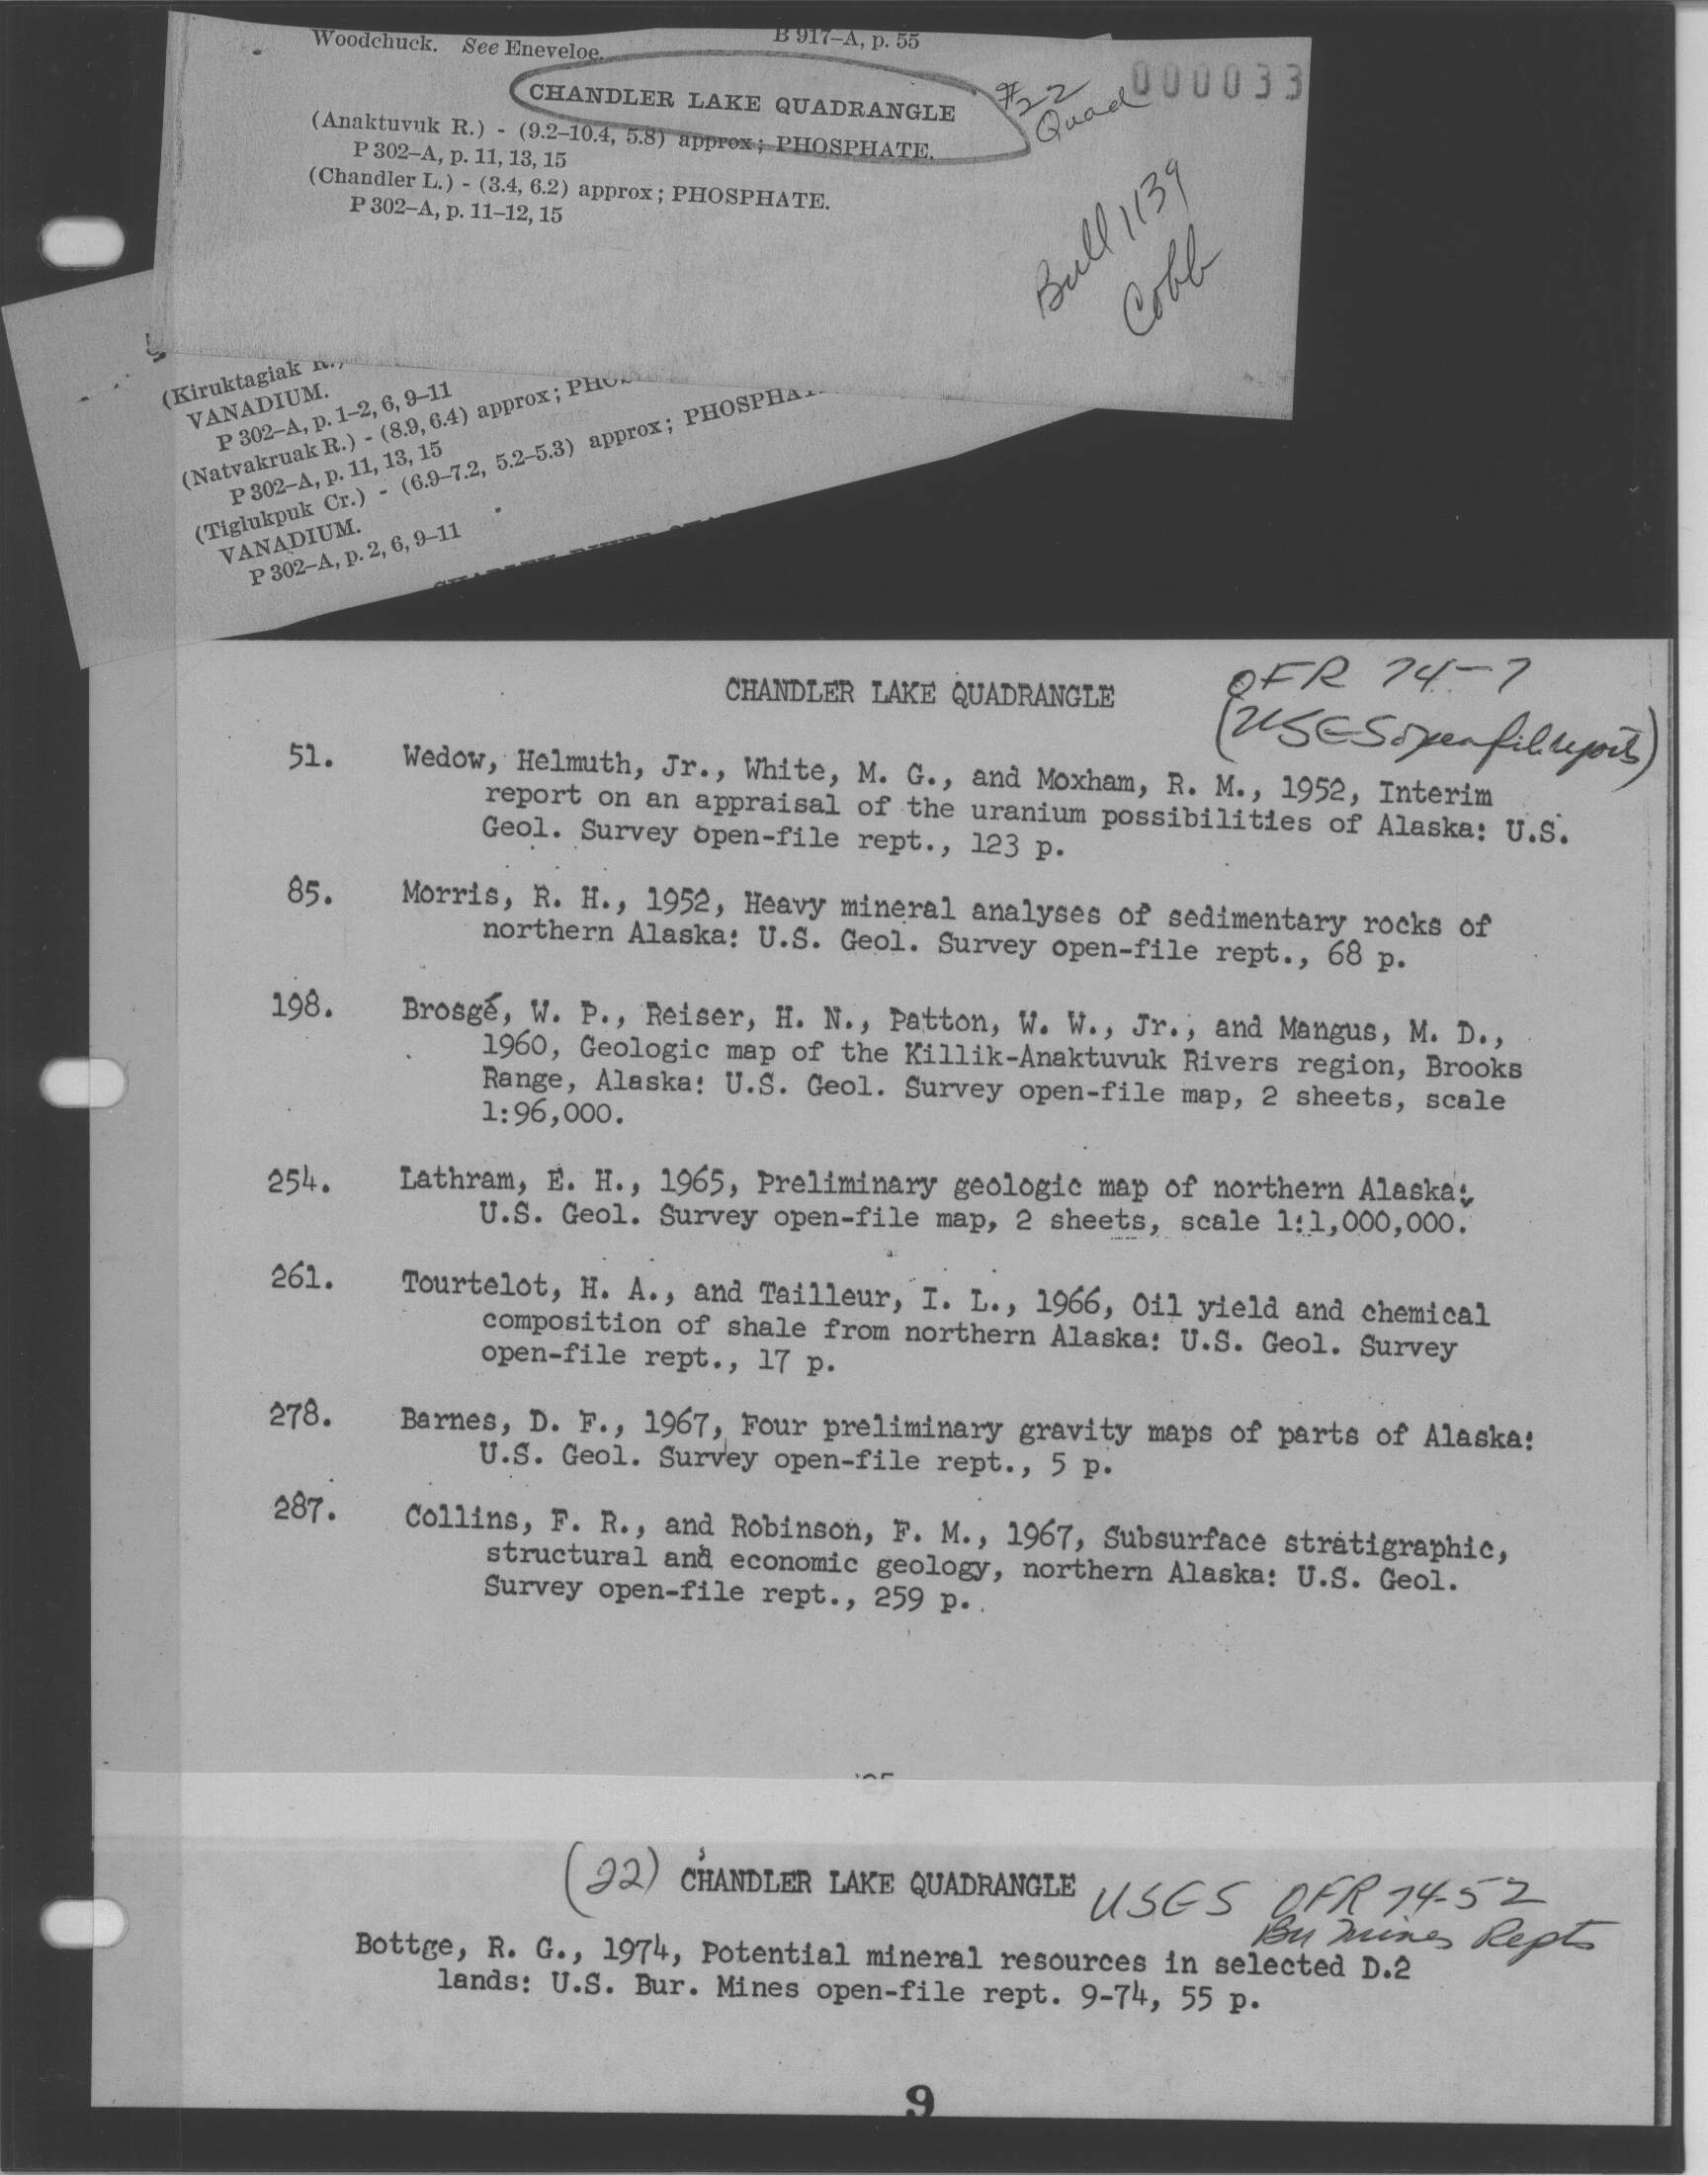 Woodchuck. See Eneveloe.
B 917–A, p. 55
CHANDLER LAKE QUADRANGLE
#22
Quad
000033
(Anaktuvuk R.) - (9.2–10.4, 5.8) approx; PHOSPHATE.
P 302–A, p. 11, 13, 15
(Chandler L.) - (3.4, 6.2) approx; PHOSPHATE.
P 302–A, p. 11–12, 15
Bull 1139
Cobb
(Kiruktagiak R.)
VANADIUM.
P 302–A, p. 1–2, 6, 9–11
(Natvakruak R.) - (8.9, 6.4) approx; PHO
P 302–A, p. 11, 13, 15
(Tiglukpuk Cr.) - (6.9–7.2, 5.2–5.3) approx; PHOSPHA
VANADIUM.
P 302–A, p. 2, 6, 9–11
CHANDLER LAKE QUADRANGLE
OFR 74-7
(USGS open file reports)
51. Wedow, Helmuth, Jr., White, M. G., and Moxham, R. M., 1952, Interim
report on an appraisal of the uranium possibilities of Alaska: U.S.
Geol. Survey open-file rept., 123 p.
85. Morris, R. H., 1952, Heavy mineral analyses of sedimentary rocks of
northern Alaska: U.S. Geol. Survey open-file rept., 68 p.
198. Brosgé, W. P., Reiser, H. N., Patton, W. W., Jr., and Mangus, M. D.,
1960, Geologic map of the Killik-Anaktuvuk Rivers region, Brooks
Range, Alaska: U.S. Geol. Survey open-file map, 2 sheets, scale
1:96,000.
254. Lathram, E. H., 1965, Preliminary geologic map of northern Alaska:
U.S. Geol. Survey open-file map, 2 sheets, scale 1:1,000,000.
261. Tourtelot, H. A., and Tailleur, I. L., 1966, Oil yield and chemical
composition of shale from northern Alaska: U.S. Geol. Survey
open-file rept., 17 p.
278. Barnes, D. F., 1967, Four preliminary gravity maps of parts of Alaska:
U.S. Geol. Survey open-file rept., 5 p.
287. Collins, F. R., and Robinson, F. M., 1967, Subsurface stratigraphic,
structural and economic geology, northern Alaska: U.S. Geol.
Survey open-file rept., 259 p.
(22) CHANDLER LAKE QUADRANGLE USGS OFR 74-52
Bu Mines Repts
Bottge, R. G., 1974, Potential mineral resources in selected D.2
lands: U.S. Bur. Mines open-file rept. 9-74, 55 p.
9